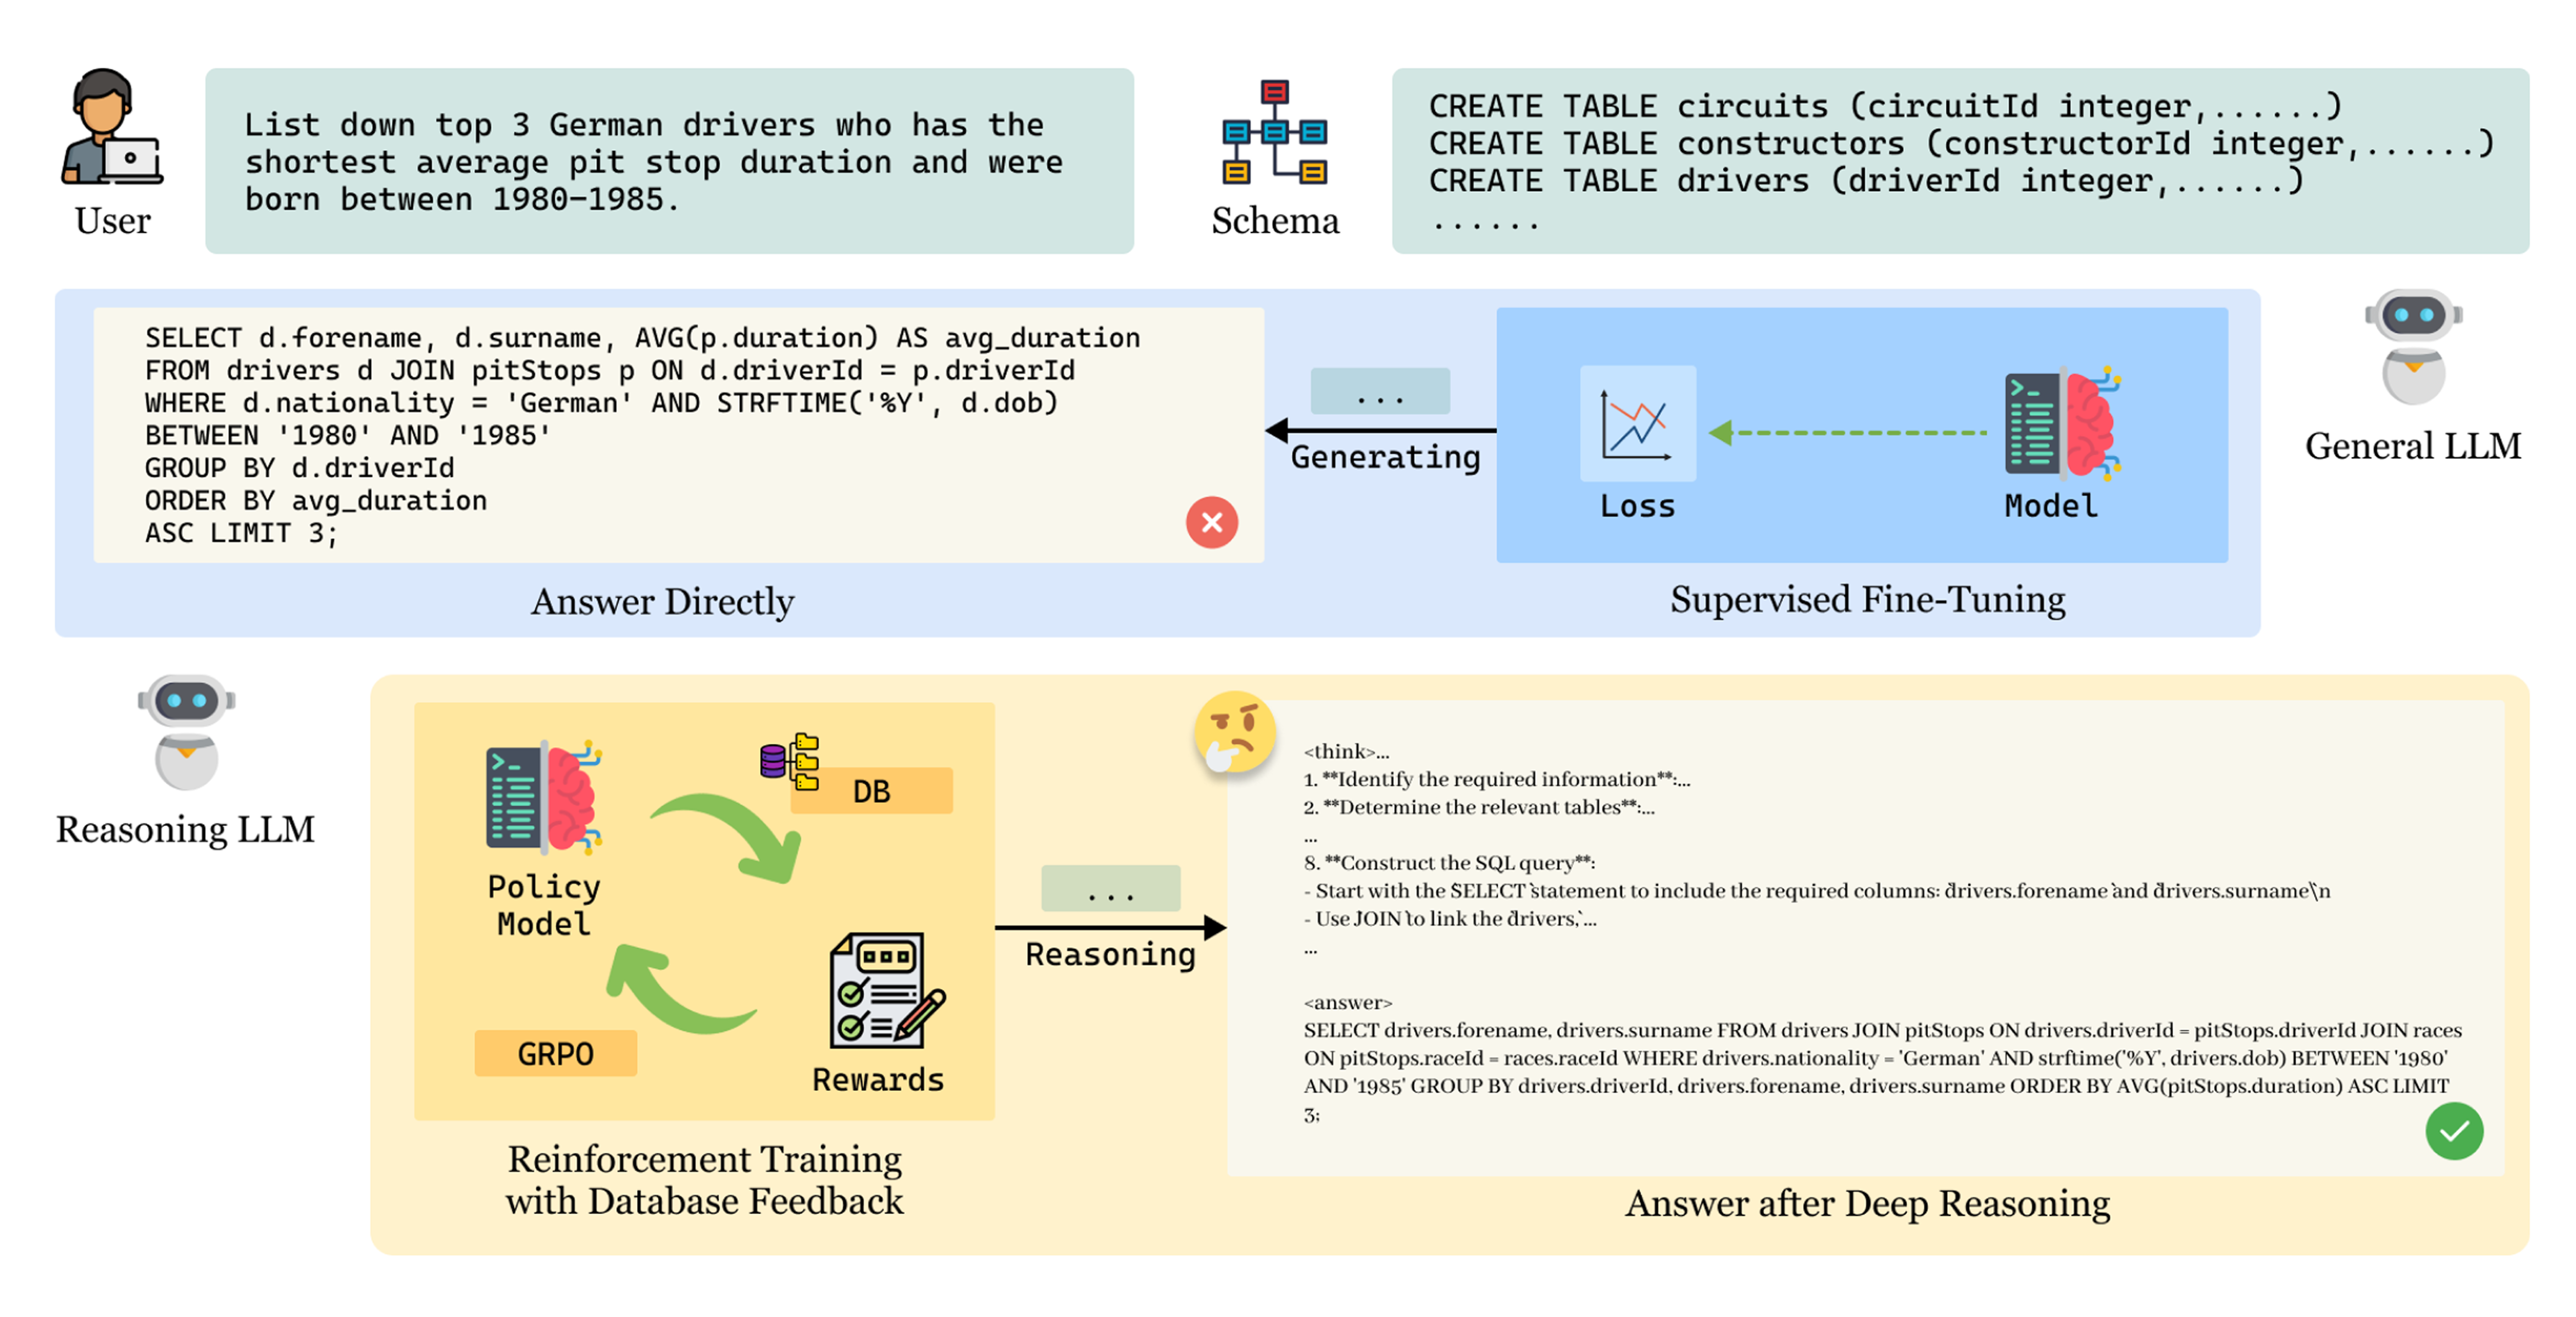 List down top 3 German drivers who has the
shortest average pit stop duration and were
born between 1980-1985.
User
Schema
CREATE TABLE circuits (circuitId integer,......)
CREATE TABLE constructors (constructorId integer,......)
CREATE TABLE drivers (driverId integer,......)
......
SELECT d.forename, d.surname, AVG(p.duration) AS avg_duration
FROM drivers d JOIN pitStops p ON d.driverId = p.driverId
WHERE d.nationality = 'German' AND STRFTIME('%Y', d.dob)
BETWEEN '1980' AND '1985'
GROUP BY d.driverId
ORDER BY avg_duration
ASC LIMIT 3;
Answer Directly
...
Generating
Loss
Model
Supervised Fine-Tuning
General LLM
Reasoning LLM
Policy
Model
DB
GRPO
Rewards
Reinforcement Training
with Database Feedback
...
Reasoning
<think>...
1. **Identify the required information**:...
2. **Determine the relevant tables**:...
...
8. **Construct the SQL query**:
- Start with the `SELECT` statement to include the required columns: `drivers.forename` and `drivers.surname\n
- Use JOIN` to link the `drivers,`...
...
<answer>
SELECT drivers.forename, drivers.surname FROM drivers JOIN pitStops ON drivers.driverId = pitStops.driverId JOIN races
ON pitStops.raceId = races.raceId WHERE drivers.nationality = 'German' AND strftime('%Y', drivers.dob) BETWEEN '1980'
AND '1985' GROUP BY drivers.driverId, drivers.forename, drivers.surname ORDER BY AVG(pitStops.duration) ASC LIMIT
3;
Answer after Deep Reasoning